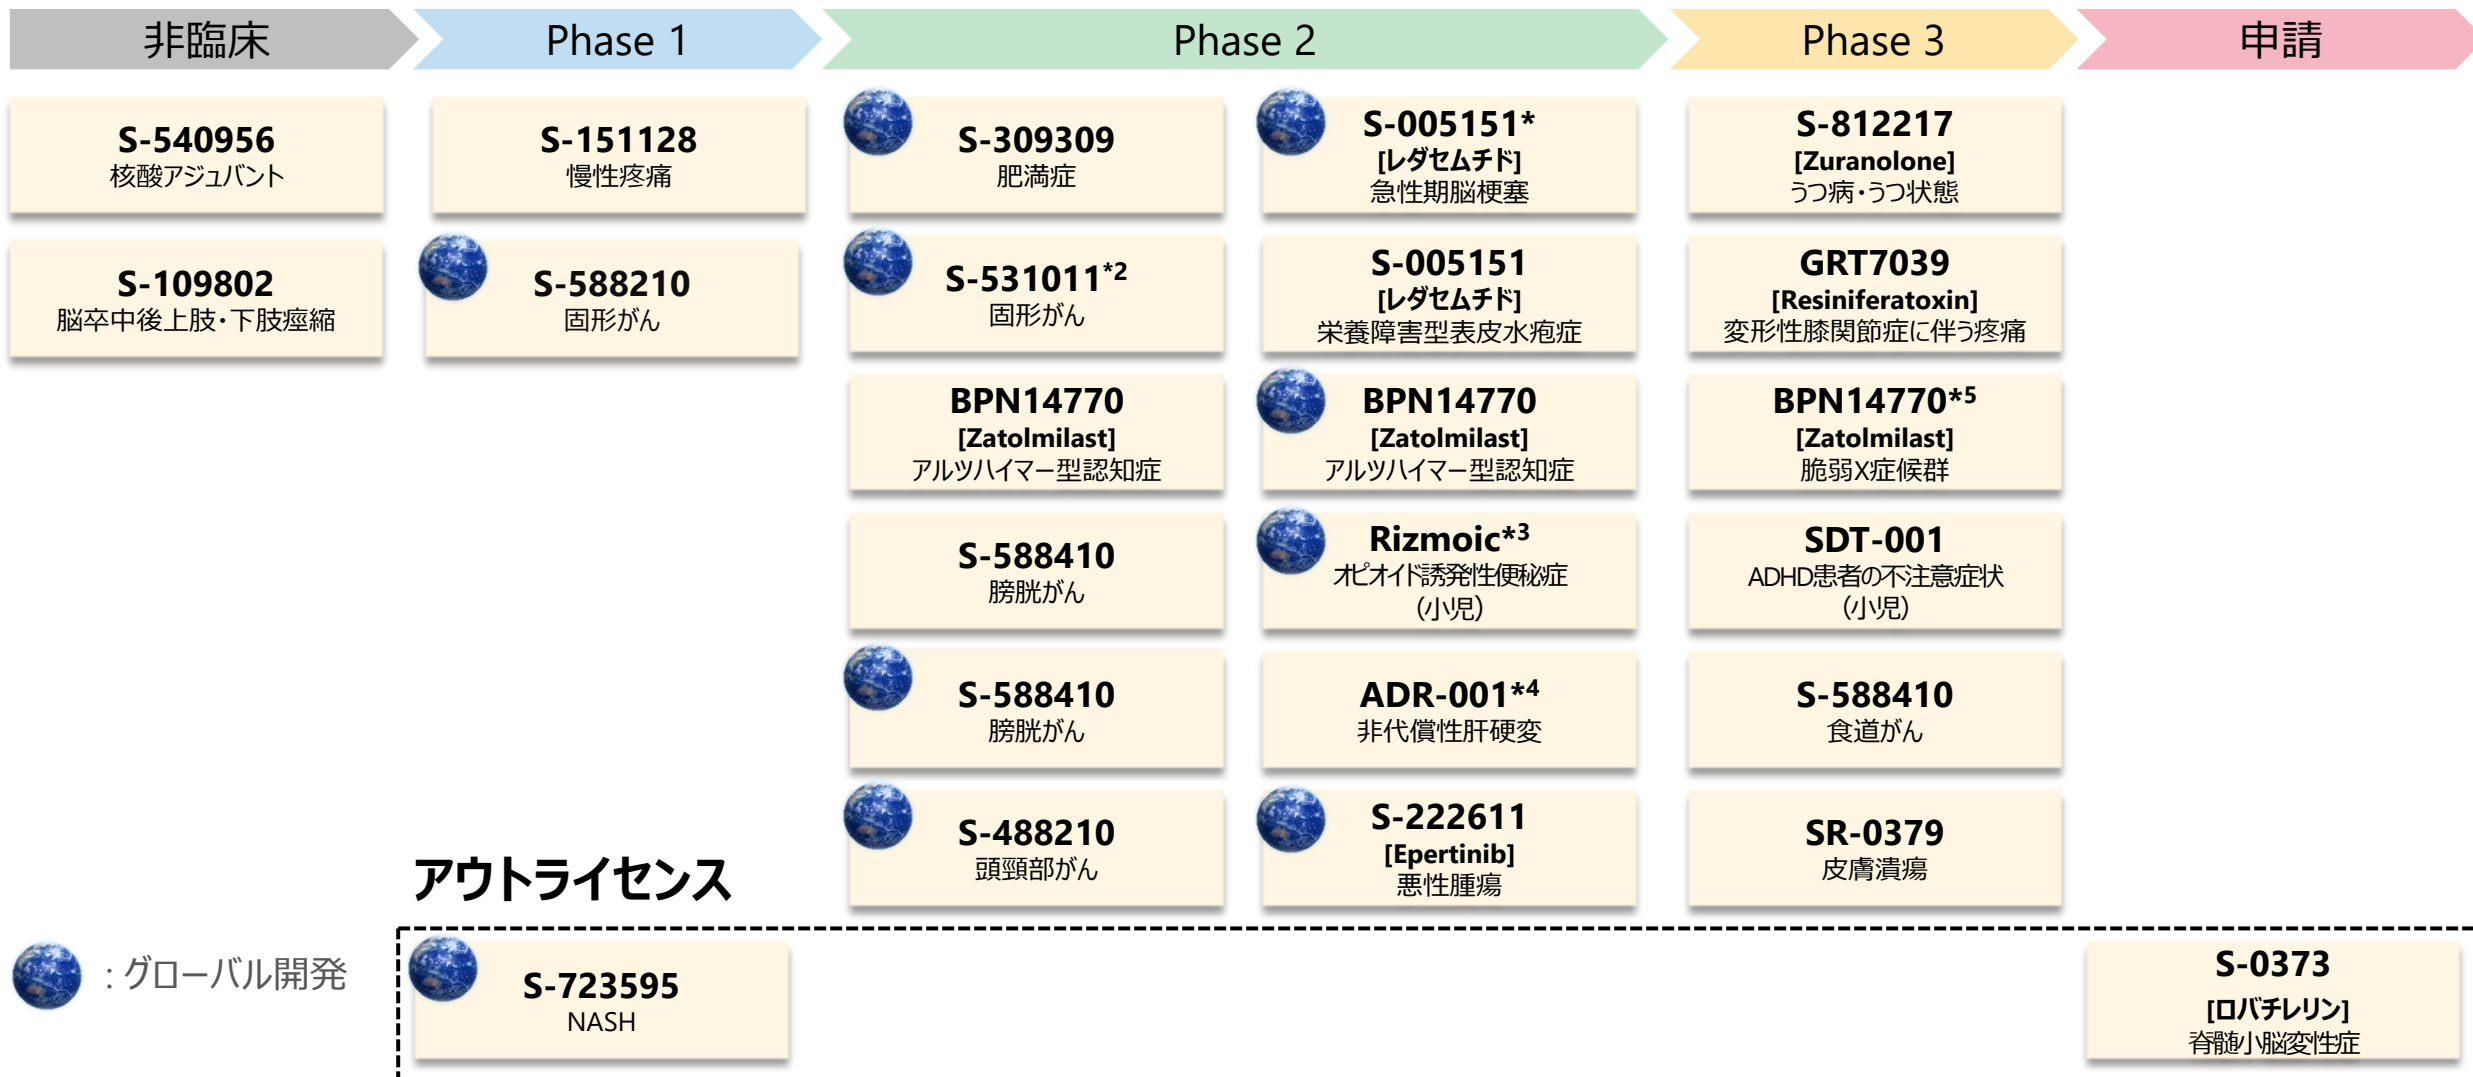 非臨床
Phase 1
Phase 2
Phase 3
申請
S-540956
核酸アジュバント
S-109802
脳卒中後上肢・下肢痙縮
S-151128
慢性疼痛
S-588210
固形がん
S-309309
肥満症
S-531011*2
固形がん
BPN14770
[Zatolmilast]
アルツハイマー型認知症
S-588410
膀胱がん
S-588410
膀胱がん
S-488210
頭頸部がん
S-005151*
[レダセムチド]
急性期脳梗塞
S-005151
[レダセムチド]
栄養障害型表皮水疱症
BPN14770
[Zatolmilast]
アルツハイマー型認知症
Rizmoic*3
オピオイド誘発性便秘症
(小児)
ADR-001*4
非代償性肝硬変
S-222611
[Epertinib]
悪性腫瘍
S-812217
[Zuranolone]
うつ病・うつ状態
GRT7039
[Resiniferatoxin]
変形性膝関節症に伴う疼痛
BPN14770*5
[Zatolmilast]
脆弱X症候群
SDT-001
ADHD患者の不注意症状
(小児)
S-588410
食道がん
SR-0379
皮膚潰瘍
アウトライセンス
：グローバル開発
S-723595
NASH
S-0373
[ロバチレリン]
脊髄小脳変性症